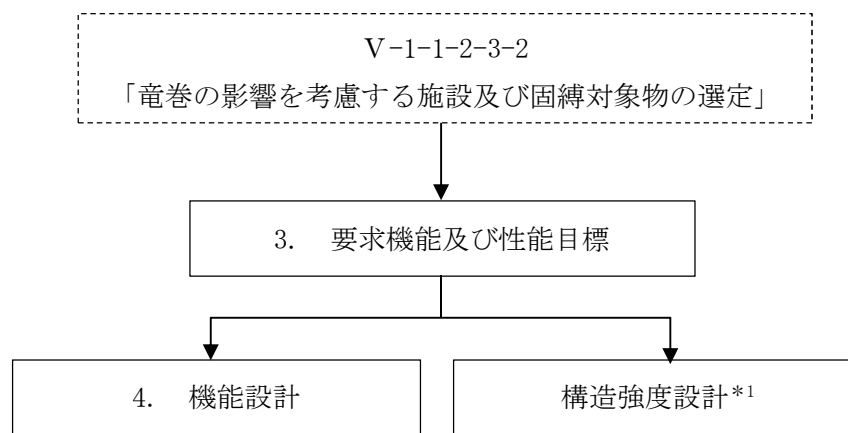 Ⅴ-1-1-2-3-2
「竜巻の影響を考慮する施設及び固縛対象物の選定」
3. 要求機能及び性能目標
4. 機能設計
構造強度設計*1